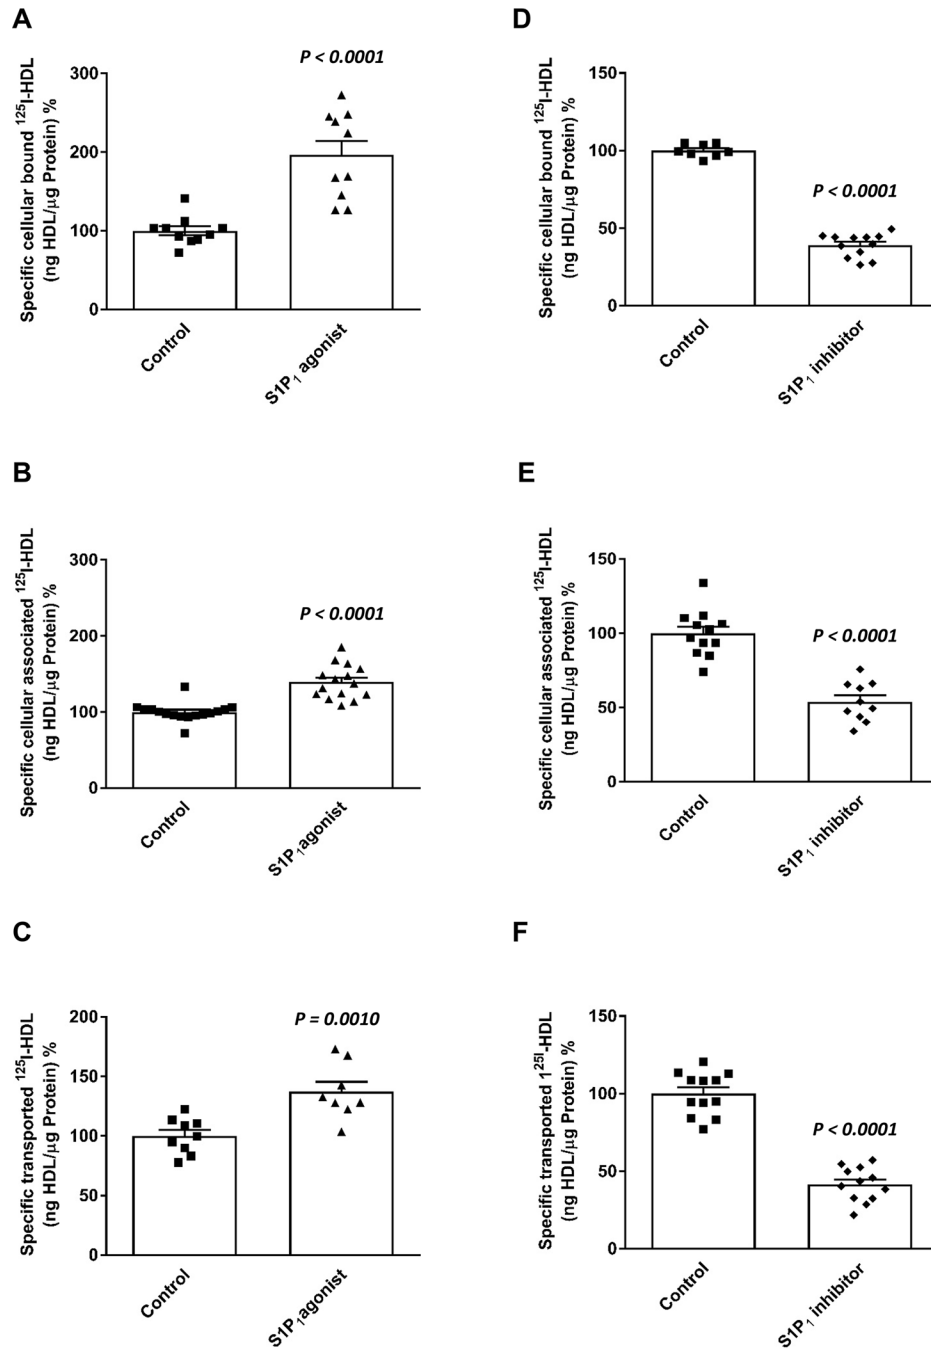 A
P < 0.0001
Specific cellular bound ¹²⁵I-HDL
(ng HDL/μg Protein) %
300
200
100
0
Control
S1P₁ agonist
D
P < 0.0001
Specific cellular bound ¹²⁵I-HDL
(ng HDL/μg Protein) %
150
100
50
0
Control
S1P₁ inhibitor
B
P < 0.0001
Specific cellular associated ¹²⁵I-HDL
(ng HDL/μg Protein) %
300
200
100
0
Control
S1P₁agonist
E
P < 0.0001
Specific cellular associated ¹²⁵I-HDL
(ng HDL/μg Protein) %
150
100
50
0
Control
S1P₁ inhibitor
C
P = 0.0010
Specific transported ¹²⁵I-HDL
(ng HDL/μg Protein) %
200
150
100
50
0
Control
S1P₁agonist
F
P < 0.0001
Specific transported 1²⁵ᴵ-HDL
(ng HDL/μg Protein) %
150
100
50
0
Control
S1P₁ inhibitor